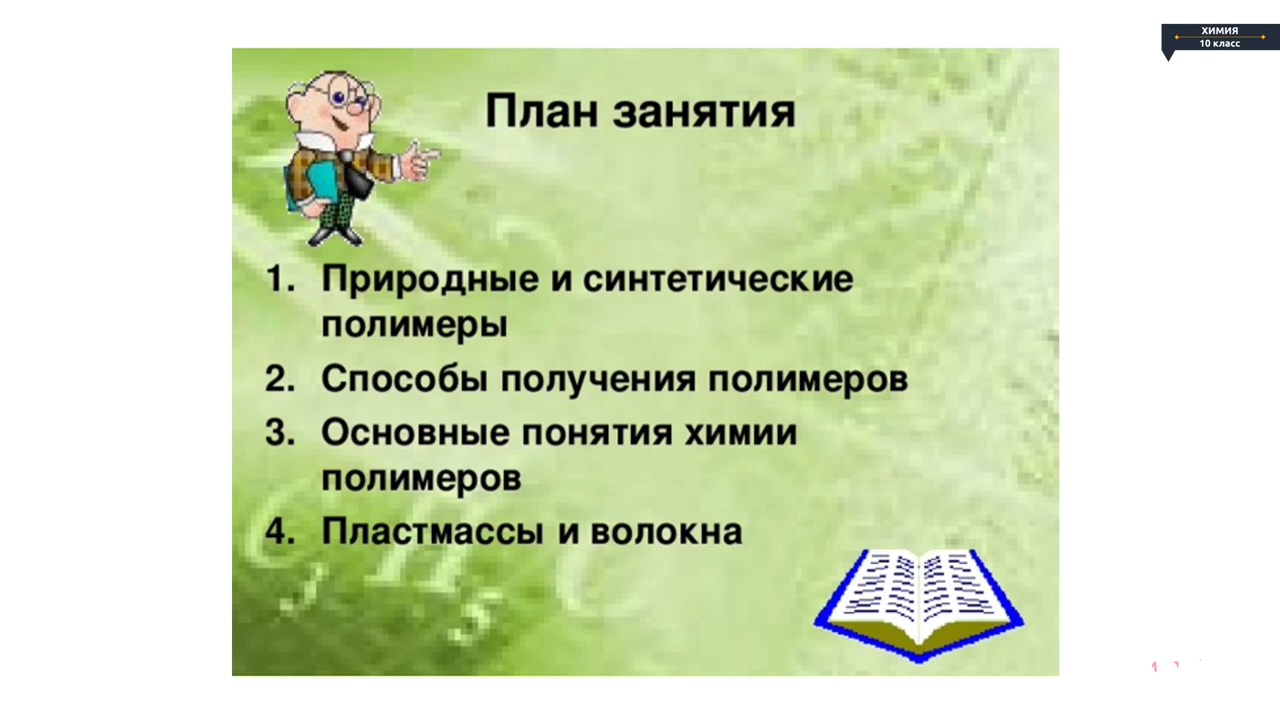 ХИМИЯ
10 класс
План занятия
1. Природные и синтетические
полимеры
2. Способы получения полимеров
3. Основные понятия химии
полимеров
4. Пластмассы и волокна